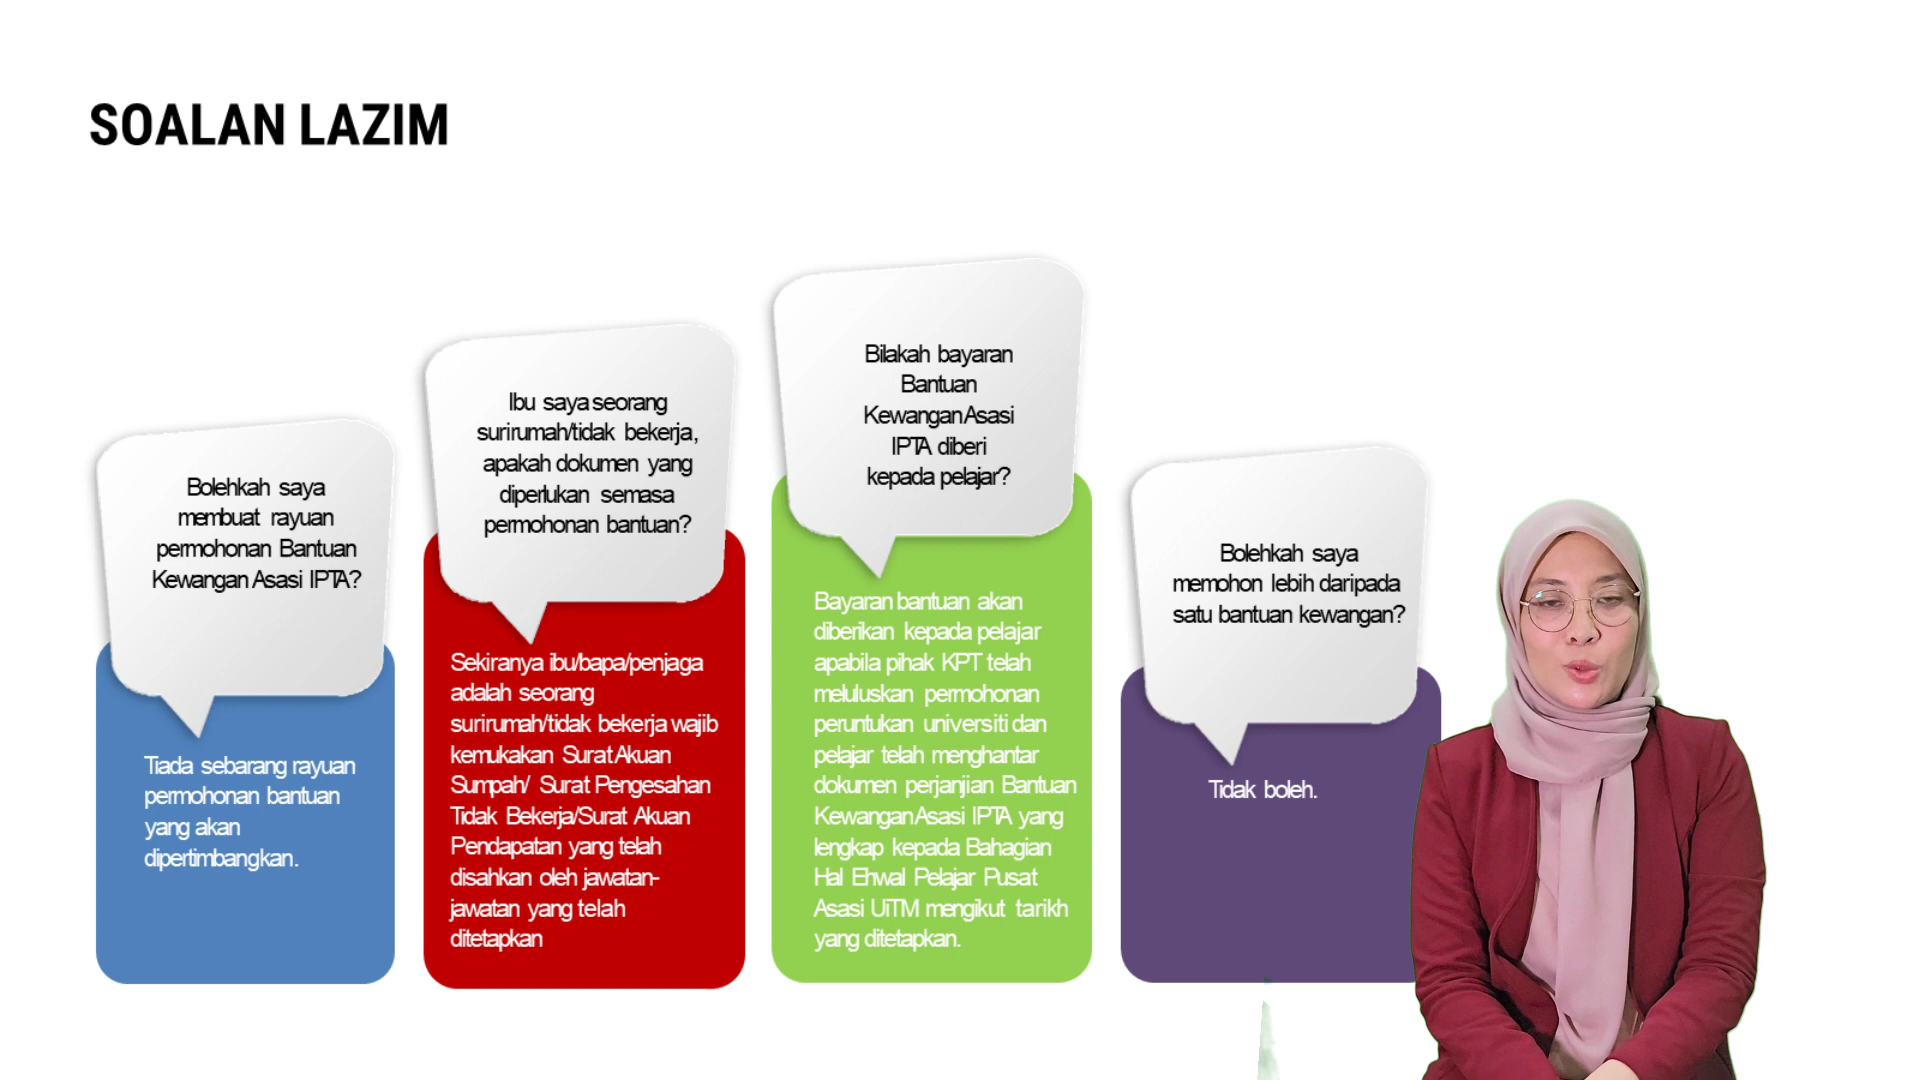 SOALAN LAZIM
Bolehkah saya
membuat rayuan
permohonan Bantuan
Kewangan Asasi IPTA?
Tiada sebarang rayuan
permohonan bantuan
yang akan
dipertimbangkan.
Ibu saya seorang
surirumah/tidak bekerja,
apakah dokumen yang
diperlukan semasa
permohonan bantuan?
Sekiranya ibu/bapa/penjaga
adalah seorang
surirumah/tidak bekerja wajib
kemukakan Surat Akuan
Sumpah/ Surat Pengesahan
Tidak Bekerja/Surat Akuan
Pendapatan yang telah
disahkan oleh jawatan-
jawatan yang telah
ditetapkan
Bilakah bayaran
Bantuan
Kewangan Asasi
IPTA diberi
kepada pelajar?
Bayaran bantuan akan
diberikan kepada pelajar
apabila pihak KPT telah
meluluskan permohonan
peruntukan universiti dan
pelajar telah menghantar
dokumen perjanjian Bantuan
Kewangan Asasi IPTA yang
lengkap kepada Bahagian
Hal Ehwal Pelajar Pusat
Asasi UiTM mengikut tarikh
yang ditetapkan.
Bolehkah saya
memohon lebih daripada
satu bantuan kewangan?
Tidak boleh.